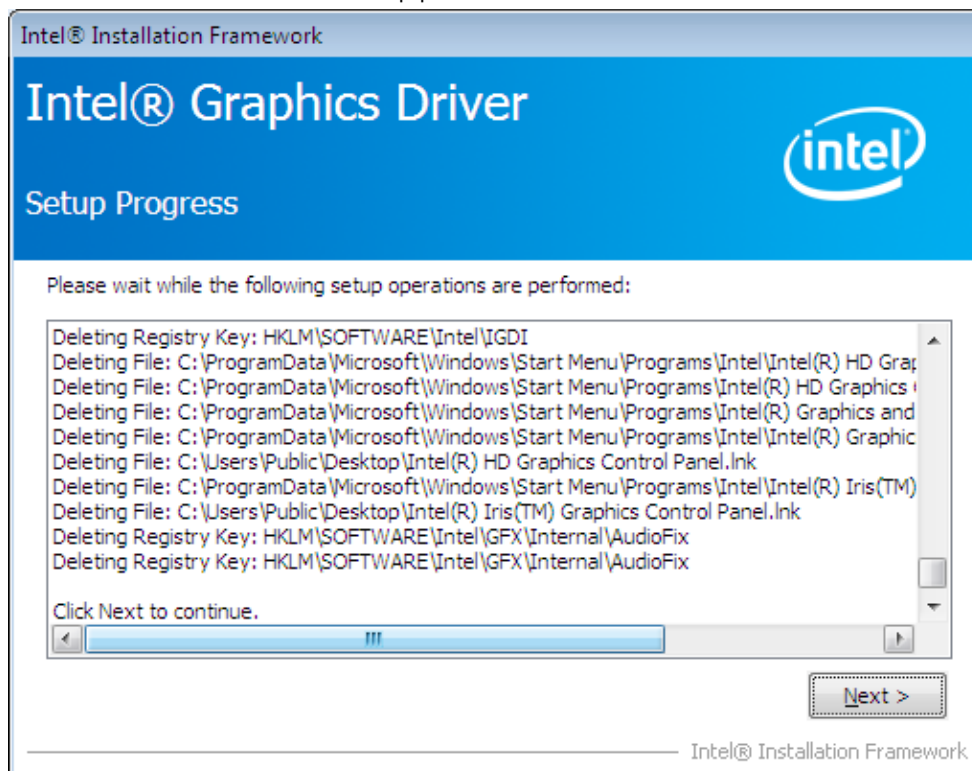 Intel® Installation Framework
Intel® Graphics Driver
intel®
Setup Progress
Please wait while the following setup operations are performed:
Deleting Registry Key: HKLM\SOFTWARE\Intel\IGDI
Deleting File: C:\ProgramData\Microsoft\Windows\Start Menu\Programs\Intel\Intel(R) HD
Deleting File: C:\ProgramData\Microsoft\Windows\Start Menu\Programs\Intel(R) HD Graphics
Deleting File: C:\ProgramData\Microsoft\Windows\Start Menu\Programs\Intel(R) Graphics and
Deleting File: C:\ProgramData\Microsoft\Windows\Start Menu\Programs\Intel\Intel(R) Graphic
Deleting File: C:\Users\Public\Desktop\Intel(R) HD Graphics Control Panel.lnk
Deleting File: C:\ProgramData\Microsoft\Windows\Start Menu\Programs\Intel\Intel(R) Iris(TM)
Deleting File: C:\Users\Public\Desktop\Intel(R) Iris(TM) Graphics Control Panel.lnk
Deleting Registry Key: HKLM\SOFTWARE\Intel\GFX\Internal\AudioFix
Deleting Registry Key: HKLM\SOFTWARE\Intel\GFX\Internal\AudioFix
Click Next to continue.
Next >
Intel® Installation Framework